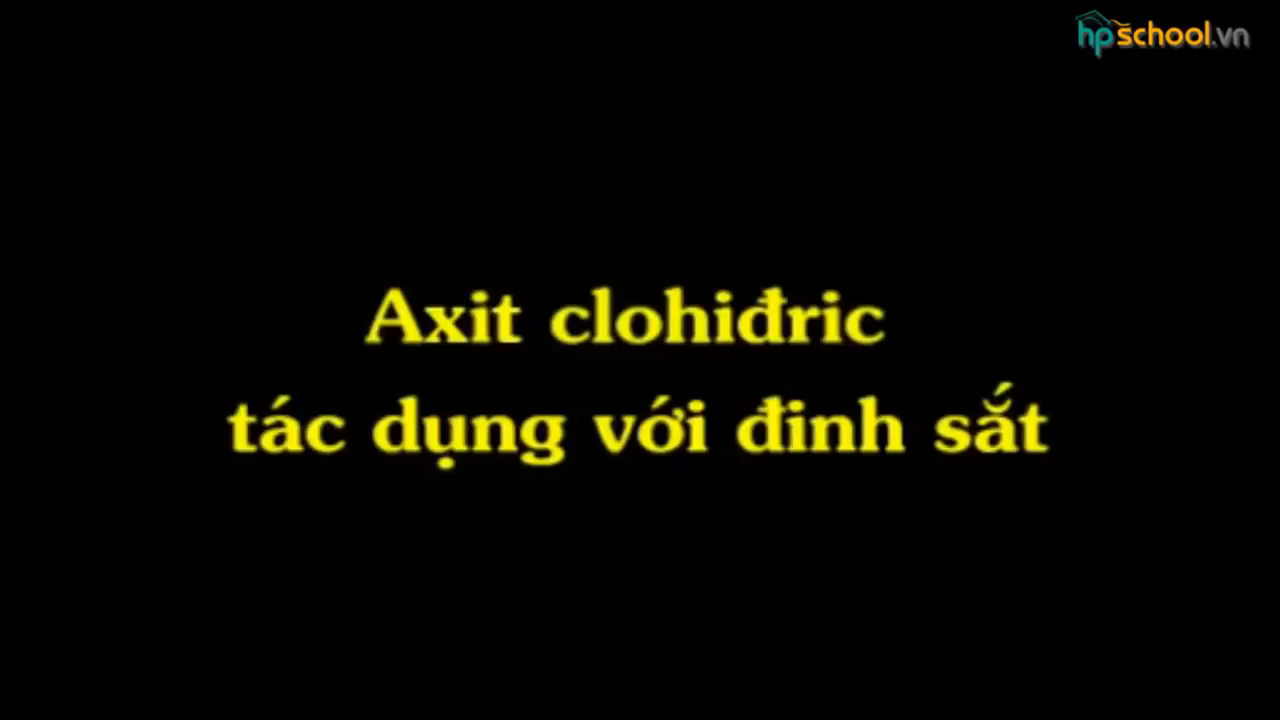 hpschool.vn
Axit clohiđric
tác dụng với đinh sắt